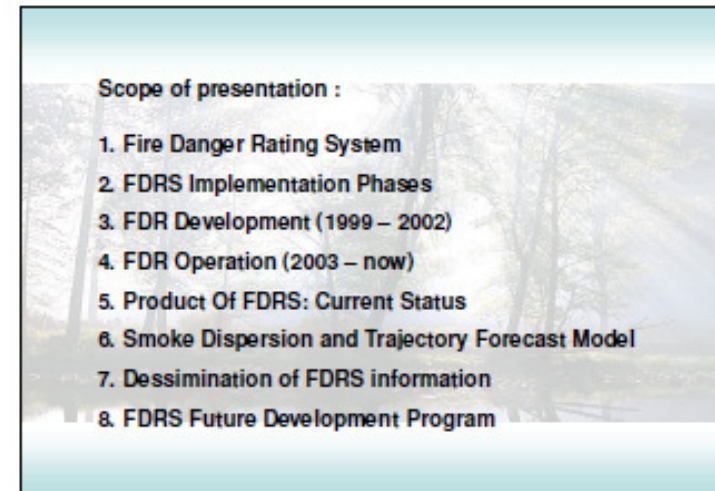 Scope of presentation :
1. Fire Danger Rating System
2. FDRS Implementation Phases
3. FDR Development (1999 – 2002)
4. FDR Operation (2003 – now)
5. Product Of FDRS: Current Status
6. Smoke Dispersion and Trajectory Forecast Model
7. Dessimination of FDRS information
8. FDRS Future Development Program